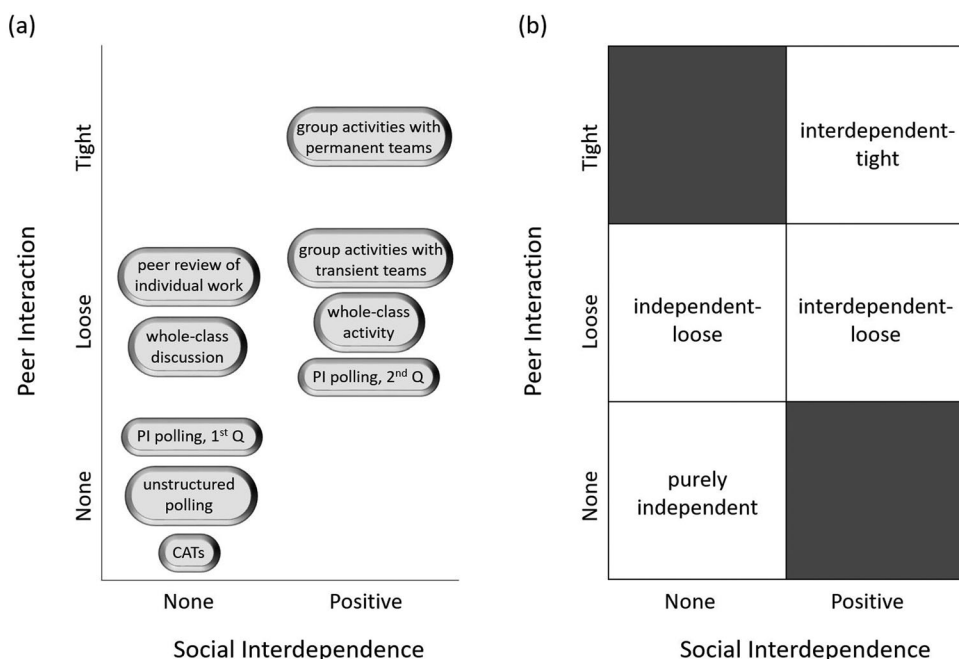 (a)
Peer Interaction
Tight
Loose
None
group activities with
permanent teams
group activities with
transient teams
peer review of
individual work
whole-class
activity
whole-class
discussion
PI polling, 2nd Q
PI polling, 1st Q
unstructured
polling
CATs
None
Positive
Social Interdependence
(b)
Peer Interaction
Tight
Loose
None
interdependent-
tight
independent-
loose
interdependent-
loose
purely
independent
None
Positive
Social Interdependence